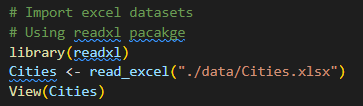 # Import excel datasets
# Using readxl pacakge
library(readxl)
Cities <- read_excel("./data/Cities.xlsx")
View(Cities)